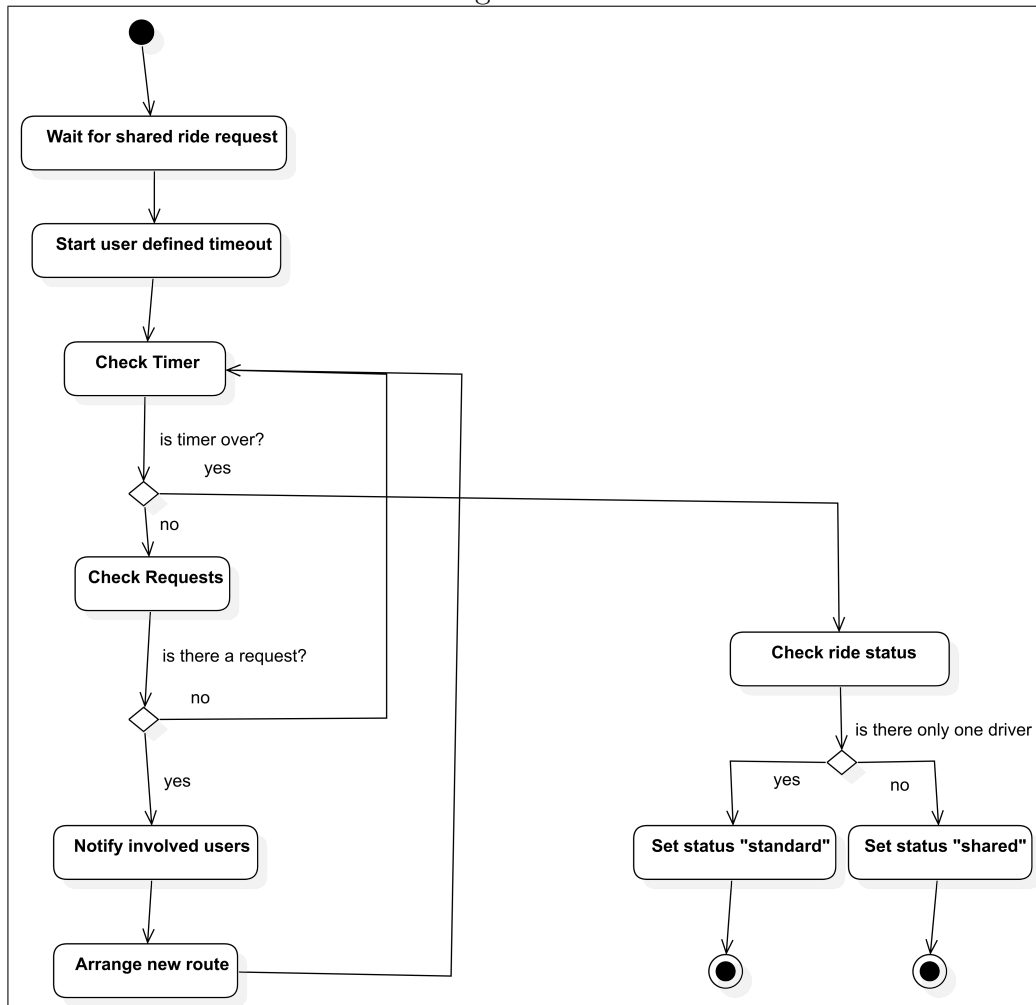 Wait for shared ride request
Start user defined timeout
Check Timer
is timer over?
yes
no
Check Requests
is there a request?
no
yes
Notify involved users
Arrange new route
Check ride status
is there only one driver
yes
no
Set status "standard"
Set status "shared"